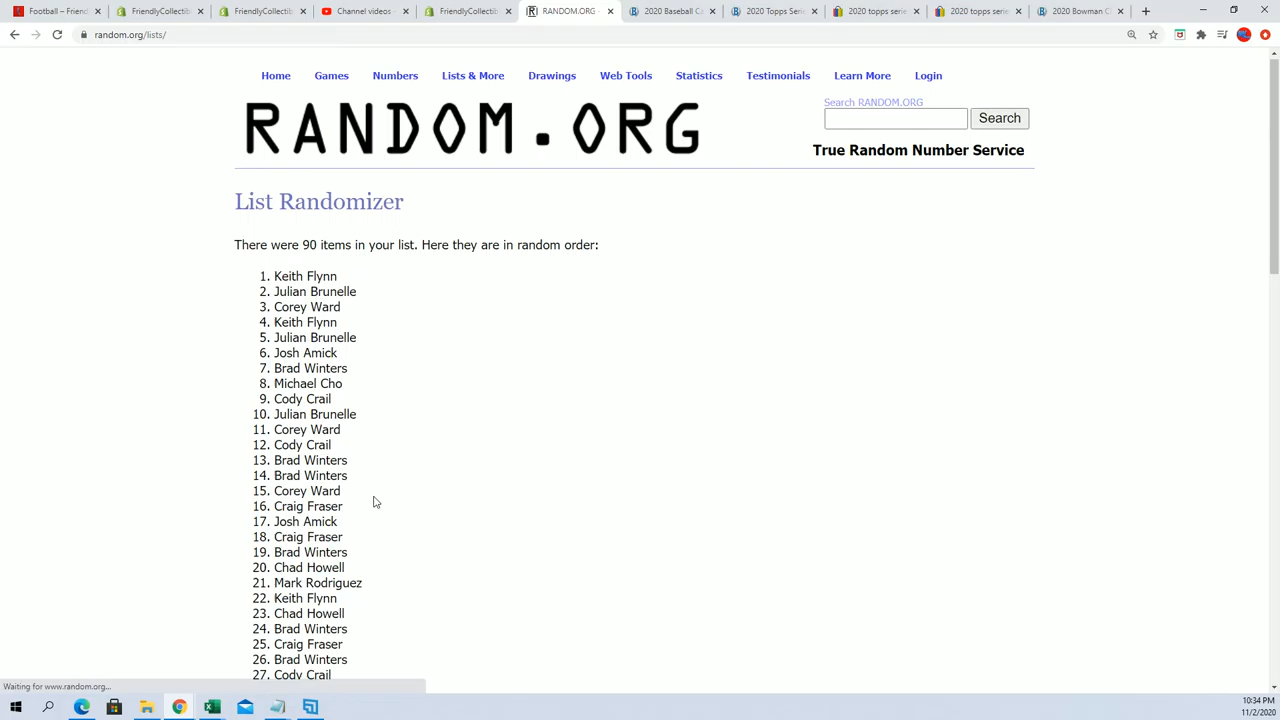 Football – Friend
FriendlyCollectib
FriendlyCollectib
Channel videos -
FriendlyCollectib
RANDOM.ORG -
2020 Baseball Ca
2020 Topps Serie
2020 topps serie
2020 topps serie
2020 Bowman Ch
random.org/lists/
Home Games Numbers Lists & More Drawings Web Tools Statistics Testimonials Learn More Login
RANDOM.ORG
Search RANDOM.ORG
Search
True Random Number Service
List Randomizer
There were 90 items in your list. Here they are in random order:
1. Keith Flynn
2. Julian Brunelle
3. Corey Ward
4. Keith Flynn
5. Julian Brunelle
6. Josh Amick
7. Brad Winters
8. Michael Cho
9. Cody Crail
10. Julian Brunelle
11. Corey Ward
12. Cody Crail
13. Brad Winters
14. Brad Winters
15. Corey Ward
16. Craig Fraser
17. Josh Amick
18. Craig Fraser
19. Brad Winters
20. Chad Howell
21. Mark Rodriguez
22. Keith Flynn
23. Chad Howell
24. Brad Winters
25. Craig Fraser
26. Brad Winters
27. Cody Crail
Waiting for www.random.org...
10:34 PM
11/2/2020